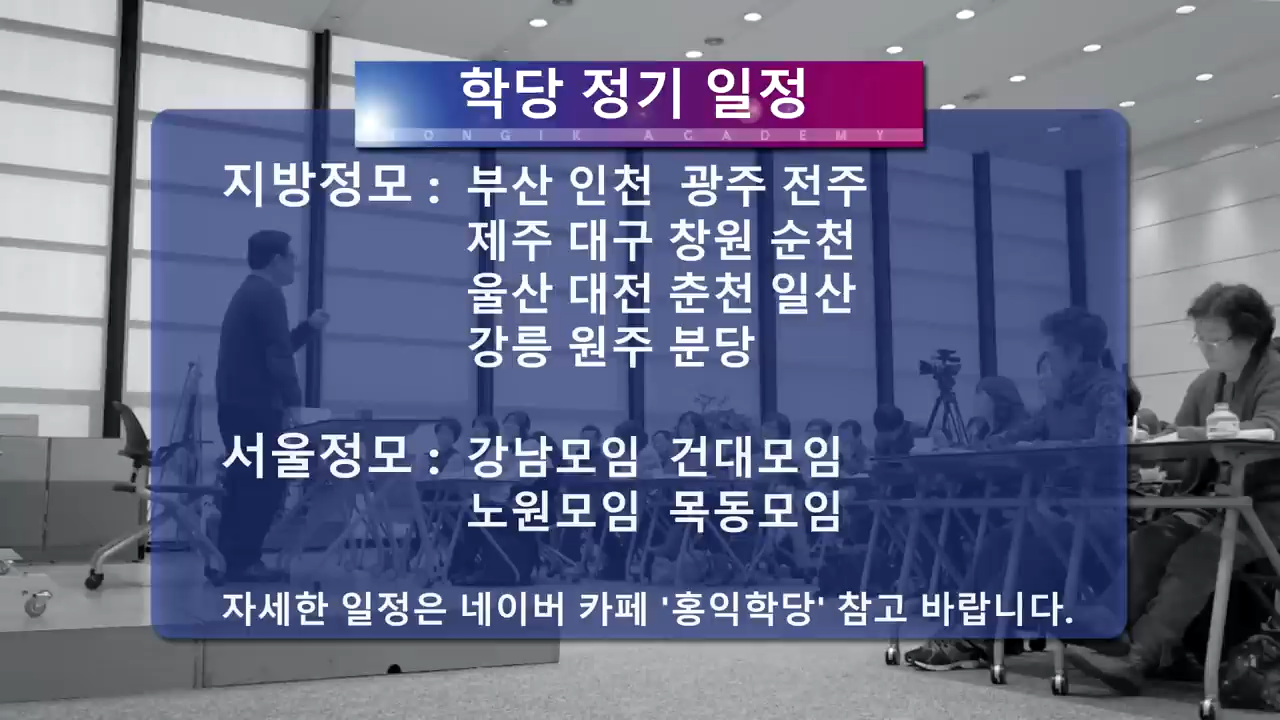 학당 정기 일정
HONGIK ACADEMY
지방정모 : 부산 인천 광주 전주
제주 대구 창원 순천
울산 대전 춘천 일산
강릉 원주 분당
서울정모 : 강남모임 건대모임
노원모임 목동모임
자세한 일정은 네이버 카페 '홍익학당' 참고 바랍니다.